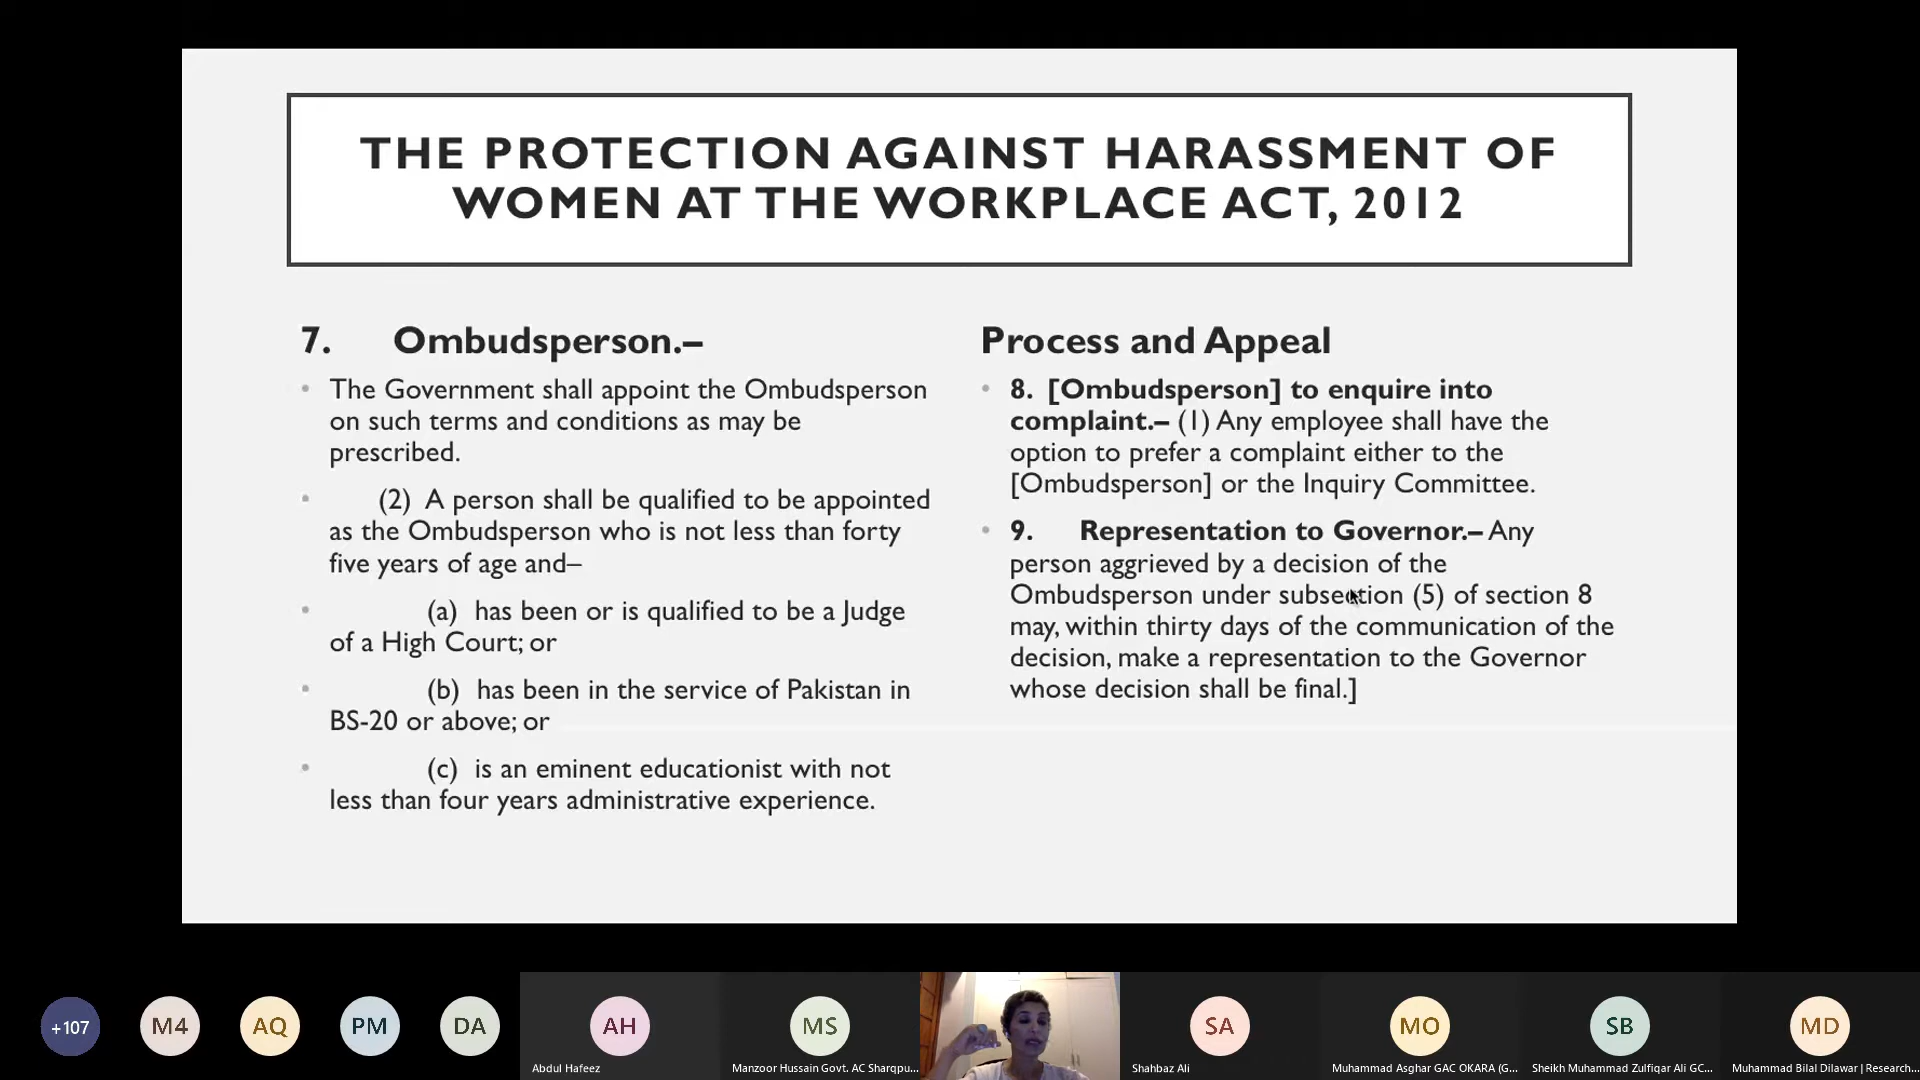 THE PROTECTION AGAINST HARASSMENT OF
WOMEN AT THE WORKPLACE ACT, 2012
7. Ombudsperson.–
The Government shall appoint the Ombudsperson
on such terms and conditions as may be
prescribed.
(2) A person shall be qualified to be appointed
as the Ombudsperson who is not less than forty
five years of age and–
(a) has been or is qualified to be a Judge
of a High Court; or
(b) has been in the service of Pakistan in
BS-20 or above; or
(c) is an eminent educationist with not
less than four years administrative experience.
Process and Appeal
8. [Ombudsperson] to enquire into
complaint.– (1) Any employee shall have the
option to prefer a complaint either to the
[Ombudsperson] or the Inquiry Committee.
9. Representation to Governor.– Any
person aggrieved by a decision of the
Ombudsperson under subsection (5) of section 8
may, within thirty days of the communication of the
decision, make a representation to the Governor
whose decision shall be final.]
+107
M4
AQ
PM
DA
AH
Abdul Hafeez
MS
Manzoor Hussain Govt. AC Sharqpu...
SA
Shahbaz Ali
MO
Muhammad Asghar GAC OKARA (G...
SB
Sheikh Muhammad Zulfiqar Ali GC...
MD
Muhammad Bilal Dilawar | Research...